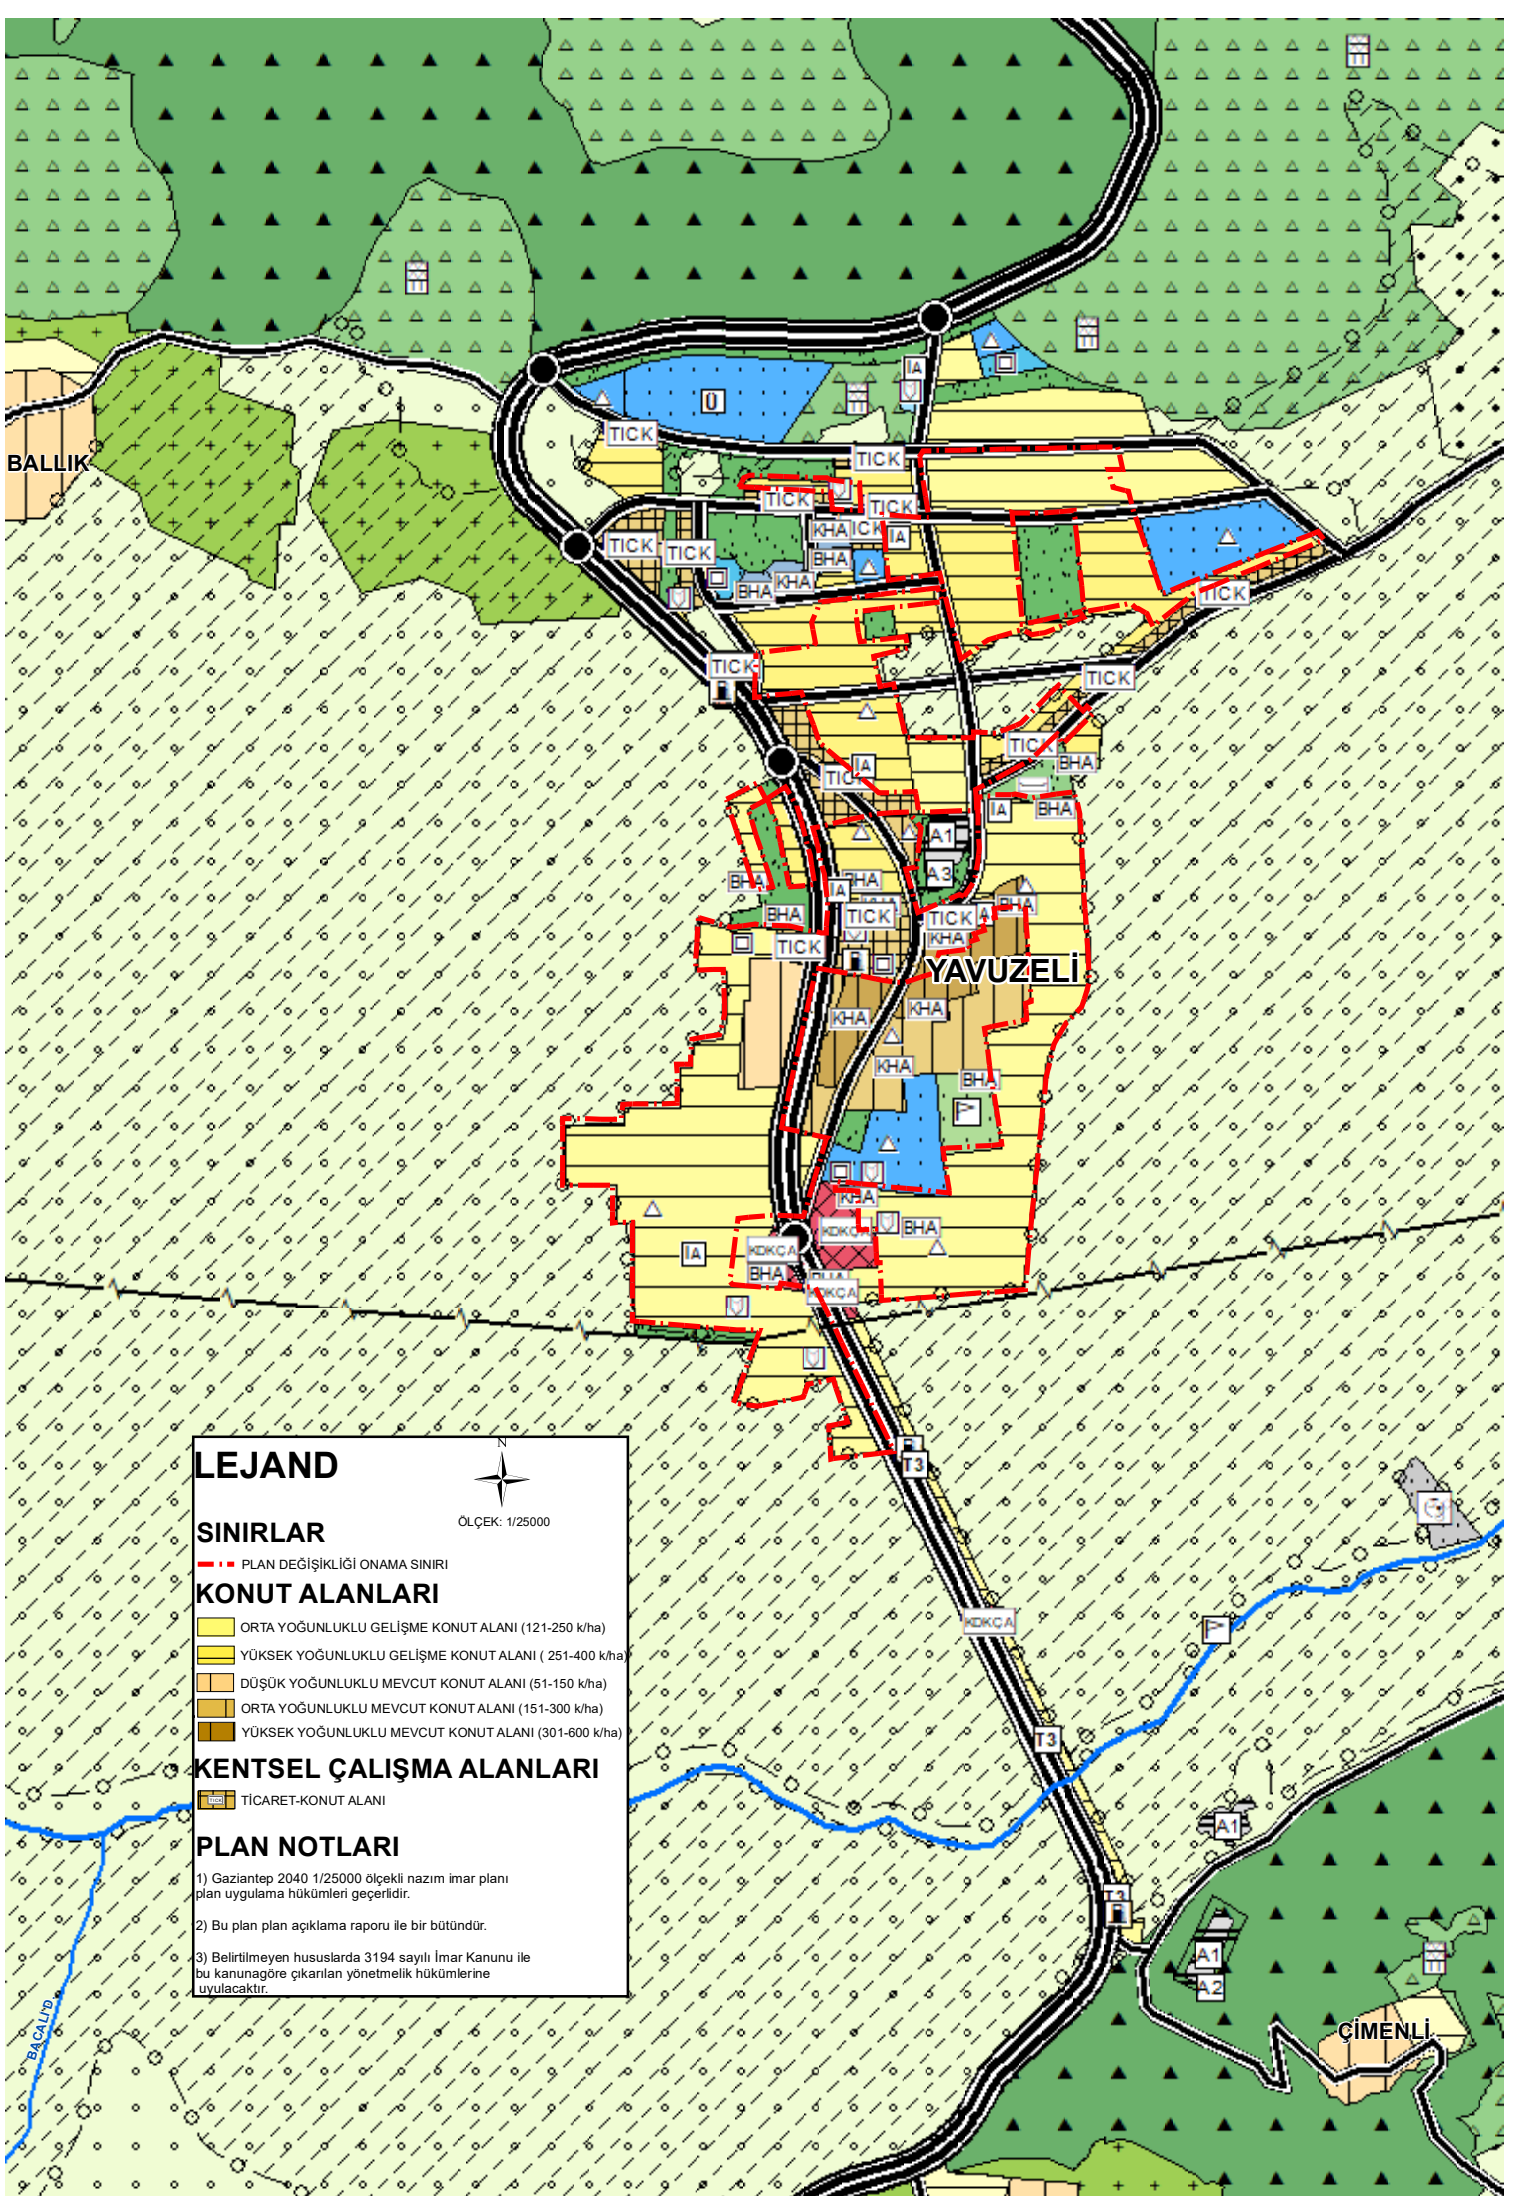 İA
Ü
TICK
TICK
BALLIK
TICK
TICK
KHA
ICK
İA
TICK
TICK
BHA
KHA
BHA
TICK
TICK
TICK
TICK
BHA
TIC
İA
İA
BHA
A1
A3
BHA
BHA
İA
TICK
BHA
TICK
BHA
KHA
TICK
YAVUZELİ
KHA
KHA
KHA
BHA
KHA
KDKÇA
BHA
İA
KDKÇA
BHA
KDKÇA
T3
KDKÇA
T3
A1
T3
A1
A2
ÇİMENLİ
BACALI D.
LEJAND
N
ÖLÇEK: 1/25000
SINIRLAR
PLAN DEĞİŞİKLİĞİ ONAMA SINIRI
KONUT ALANLARI
ORTA YOĞUNLUKLU GELİŞME KONUT ALANI (121-250 k/ha)
YÜKSEK YOĞUNLUKLU GELİŞME KONUT ALANI ( 251-400 k/ha)
DÜŞÜK YOĞUNLUKLU MEVCUT KONUT ALANI (51-150 k/ha)
ORTA YOĞUNLUKLU MEVCUT KONUT ALANI (151-300 k/ha)
YÜKSEK YOĞUNLUKLU MEVCUT KONUT ALANI (301-600 k/ha)
KENTSEL ÇALIŞMA ALANLARI
TICK TİCARET-KONUT ALANI
PLAN NOTLARI
1) Gaziantep 2040 1/25000 ölçekli nazım imar planı
plan uygulama hükümleri geçerlidir.
2) Bu plan plan açıklama raporu ile bir bütündür.
3) Belirtilmeyen hususlarda 3194 sayılı İmar Kanunu ile
bu kanunagöre çıkarılan yönetmelik hükümlerine
uyulacaktır.